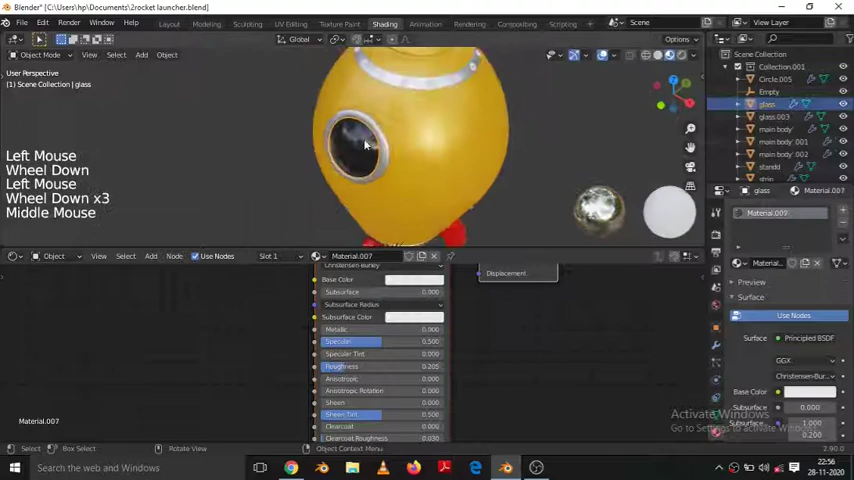 Blender* [C:\Users\hp\Documents\2rocket launcher.blend]
File Edit Render Window Help Layout Modeling Sculpting UV Editing Texture Paint Shading Animation Rendering Compositing Scripting Scene View Layer
Global Options
Object Mode View Select Add Object
User Perspective
(1) Scene Collection | glass
Left Mouse
Wheel Down
Left Mouse
Wheel Down x3
Middle Mouse
Scene Collection
Collection.001
Circle.005
Empty
glass
glass.003
main body'
main body'.001
main body'.002
standd
strip
glass Material.007
Material.007
Material...
Preview
Surface
Use Nodes
Surface: Principled BSDF
GGX
Christensen-Bur...
Base Color
Subsurface 0.000
Subsurface 1.000
0.200
Object View Select Add Node Use Nodes Slot 1 Material.007
Christensen-Burley
Base Color
Subsurface 0.000
Subsurface Radius
Subsurface Color
Metallic 0.000
Specular 0.500
Specular Tint 0.000
Roughness 0.205
Anisotropic 0.000
Anisotropic Rotation 0.000
Sheen 0.000
Sheen Tint 0.500
Clearcoat 0.000
Clearcoat Roughness 0.030
Displacement
Material.007
Activate Windows
Go to Settings to activate Windows.
Select Box Select Rotate View Object Context Menu 2.90.0
Search the web and Windows
22:56
28-11-2020